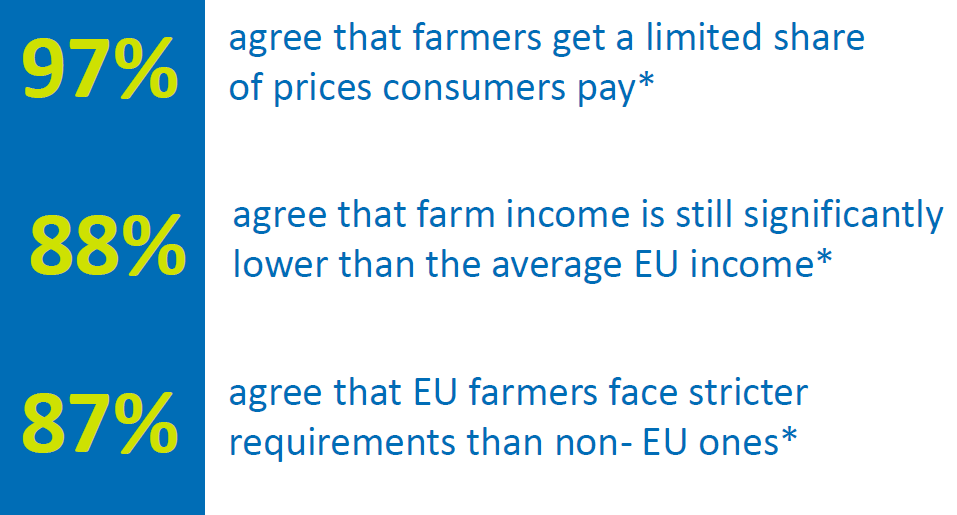 97%
agree that farmers get a limited share
of prices consumers pay*
88%
agree that farm income is still significantly
lower than the average EU income*
87%
agree that EU farmers face stricter
requirements than non- EU ones*